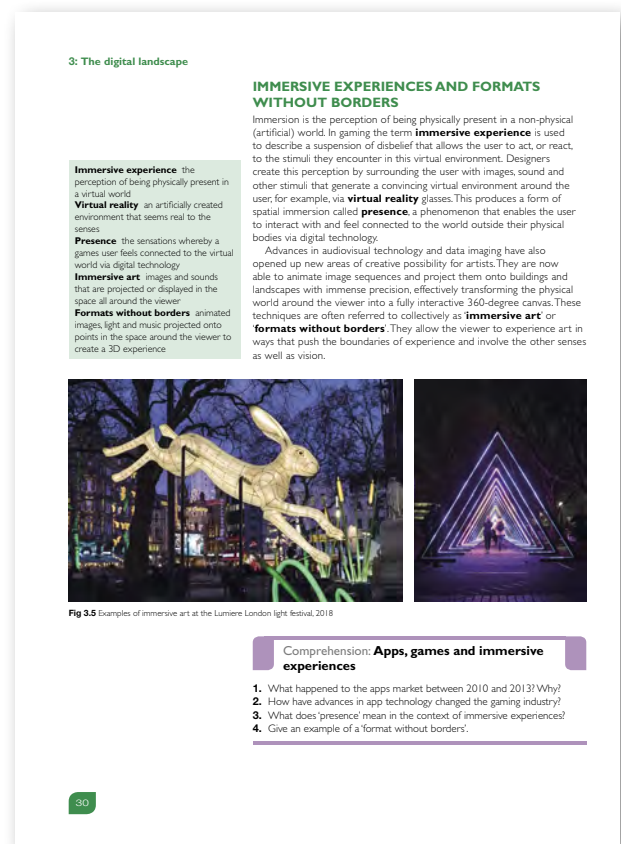 3: The digital landscape
IMMERSIVE EXPERIENCES AND FORMATS
WITHOUT BORDERS
Immersion is the perception of being physically present in a non-physical
(artificial) world. In gaming the term immersive experience is used
to describe a suspension of disbelief that allows the user to act, or react,
to the stimuli they encounter in this virtual environment. Designers
create this perception by surrounding the user with images, sound and
other stimuli that generate a convincing virtual environment around the
user, for example, via virtual reality glasses. This produces a form of
spatial immersion called presence, a phenomenon that enables the user
to interact with and feel connected to the world outside their physical
bodies via digital technology.
Advances in audiovisual technology and data imaging have also
opened up new areas of creative possibility for artists. They are now
able to animate image sequences and project them onto buildings and
landscapes with immense precision, effectively transforming the physical
world around the viewer into a fully interactive 360-degree canvas. These
techniques are often referred to collectively as 'immersive art' or
'formats without borders'. They allow the viewer to experience art in
ways that push the boundaries of experience and involve the other senses
as well as vision.
Immersive experience the
perception of being physically present in
a virtual world
Virtual reality an artificially created
environment that seems real to the
senses
Presence the sensations whereby a
games user feels connected to the virtual
world via digital technology
Immersive art images and sounds
that are projected or displayed in the
space all around the viewer
Formats without borders animated
images, light and music projected onto
points in the space around the viewer to
create a 3D experience
Fig 3.5 Examples of immersive art at the Lumiere London light festival, 2018
Comprehension: Apps, games and immersive
experiences
1. What happened to the apps market between 2010 and 2013? Why?
2. How have advances in app technology changed the gaming industry?
3. What does 'presence' mean in the context of immersive experiences?
4. Give an example of a 'format without borders'.
30